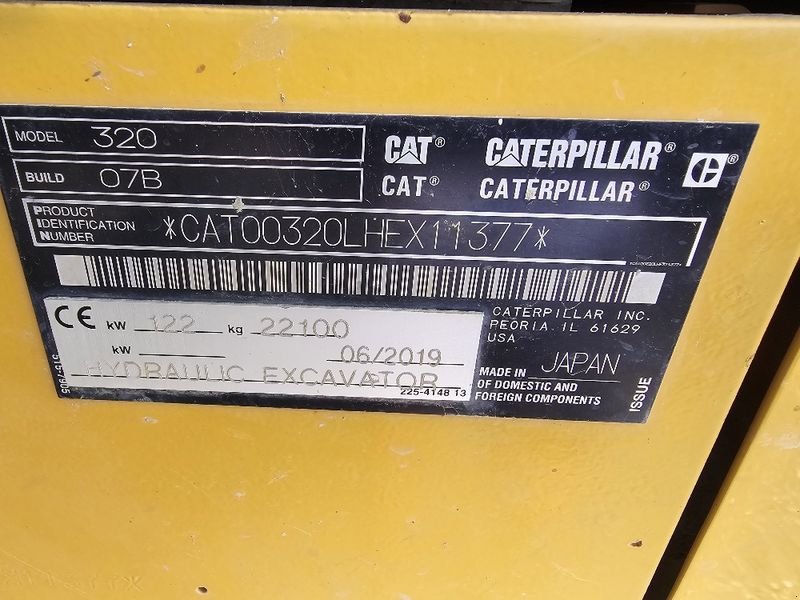 MODEL 320
BUILD 07B
CAT® CATERPILLAR®
CAT® CATERPILLAR®
PRODUCT
IDENTIFICATION
NUMBER
*CAT00320LHEX11377*
CE kW 122 kg 22100
kW 06/2019
HYDRAULIC EXCAVATOR
225-4148 13
515-7905
CATERPILLAR INC.
PEORIA IL 61629
USA
MADE IN JAPAN
OF DOMESTIC AND
FOREIGN COMPONENTS
ISSUE